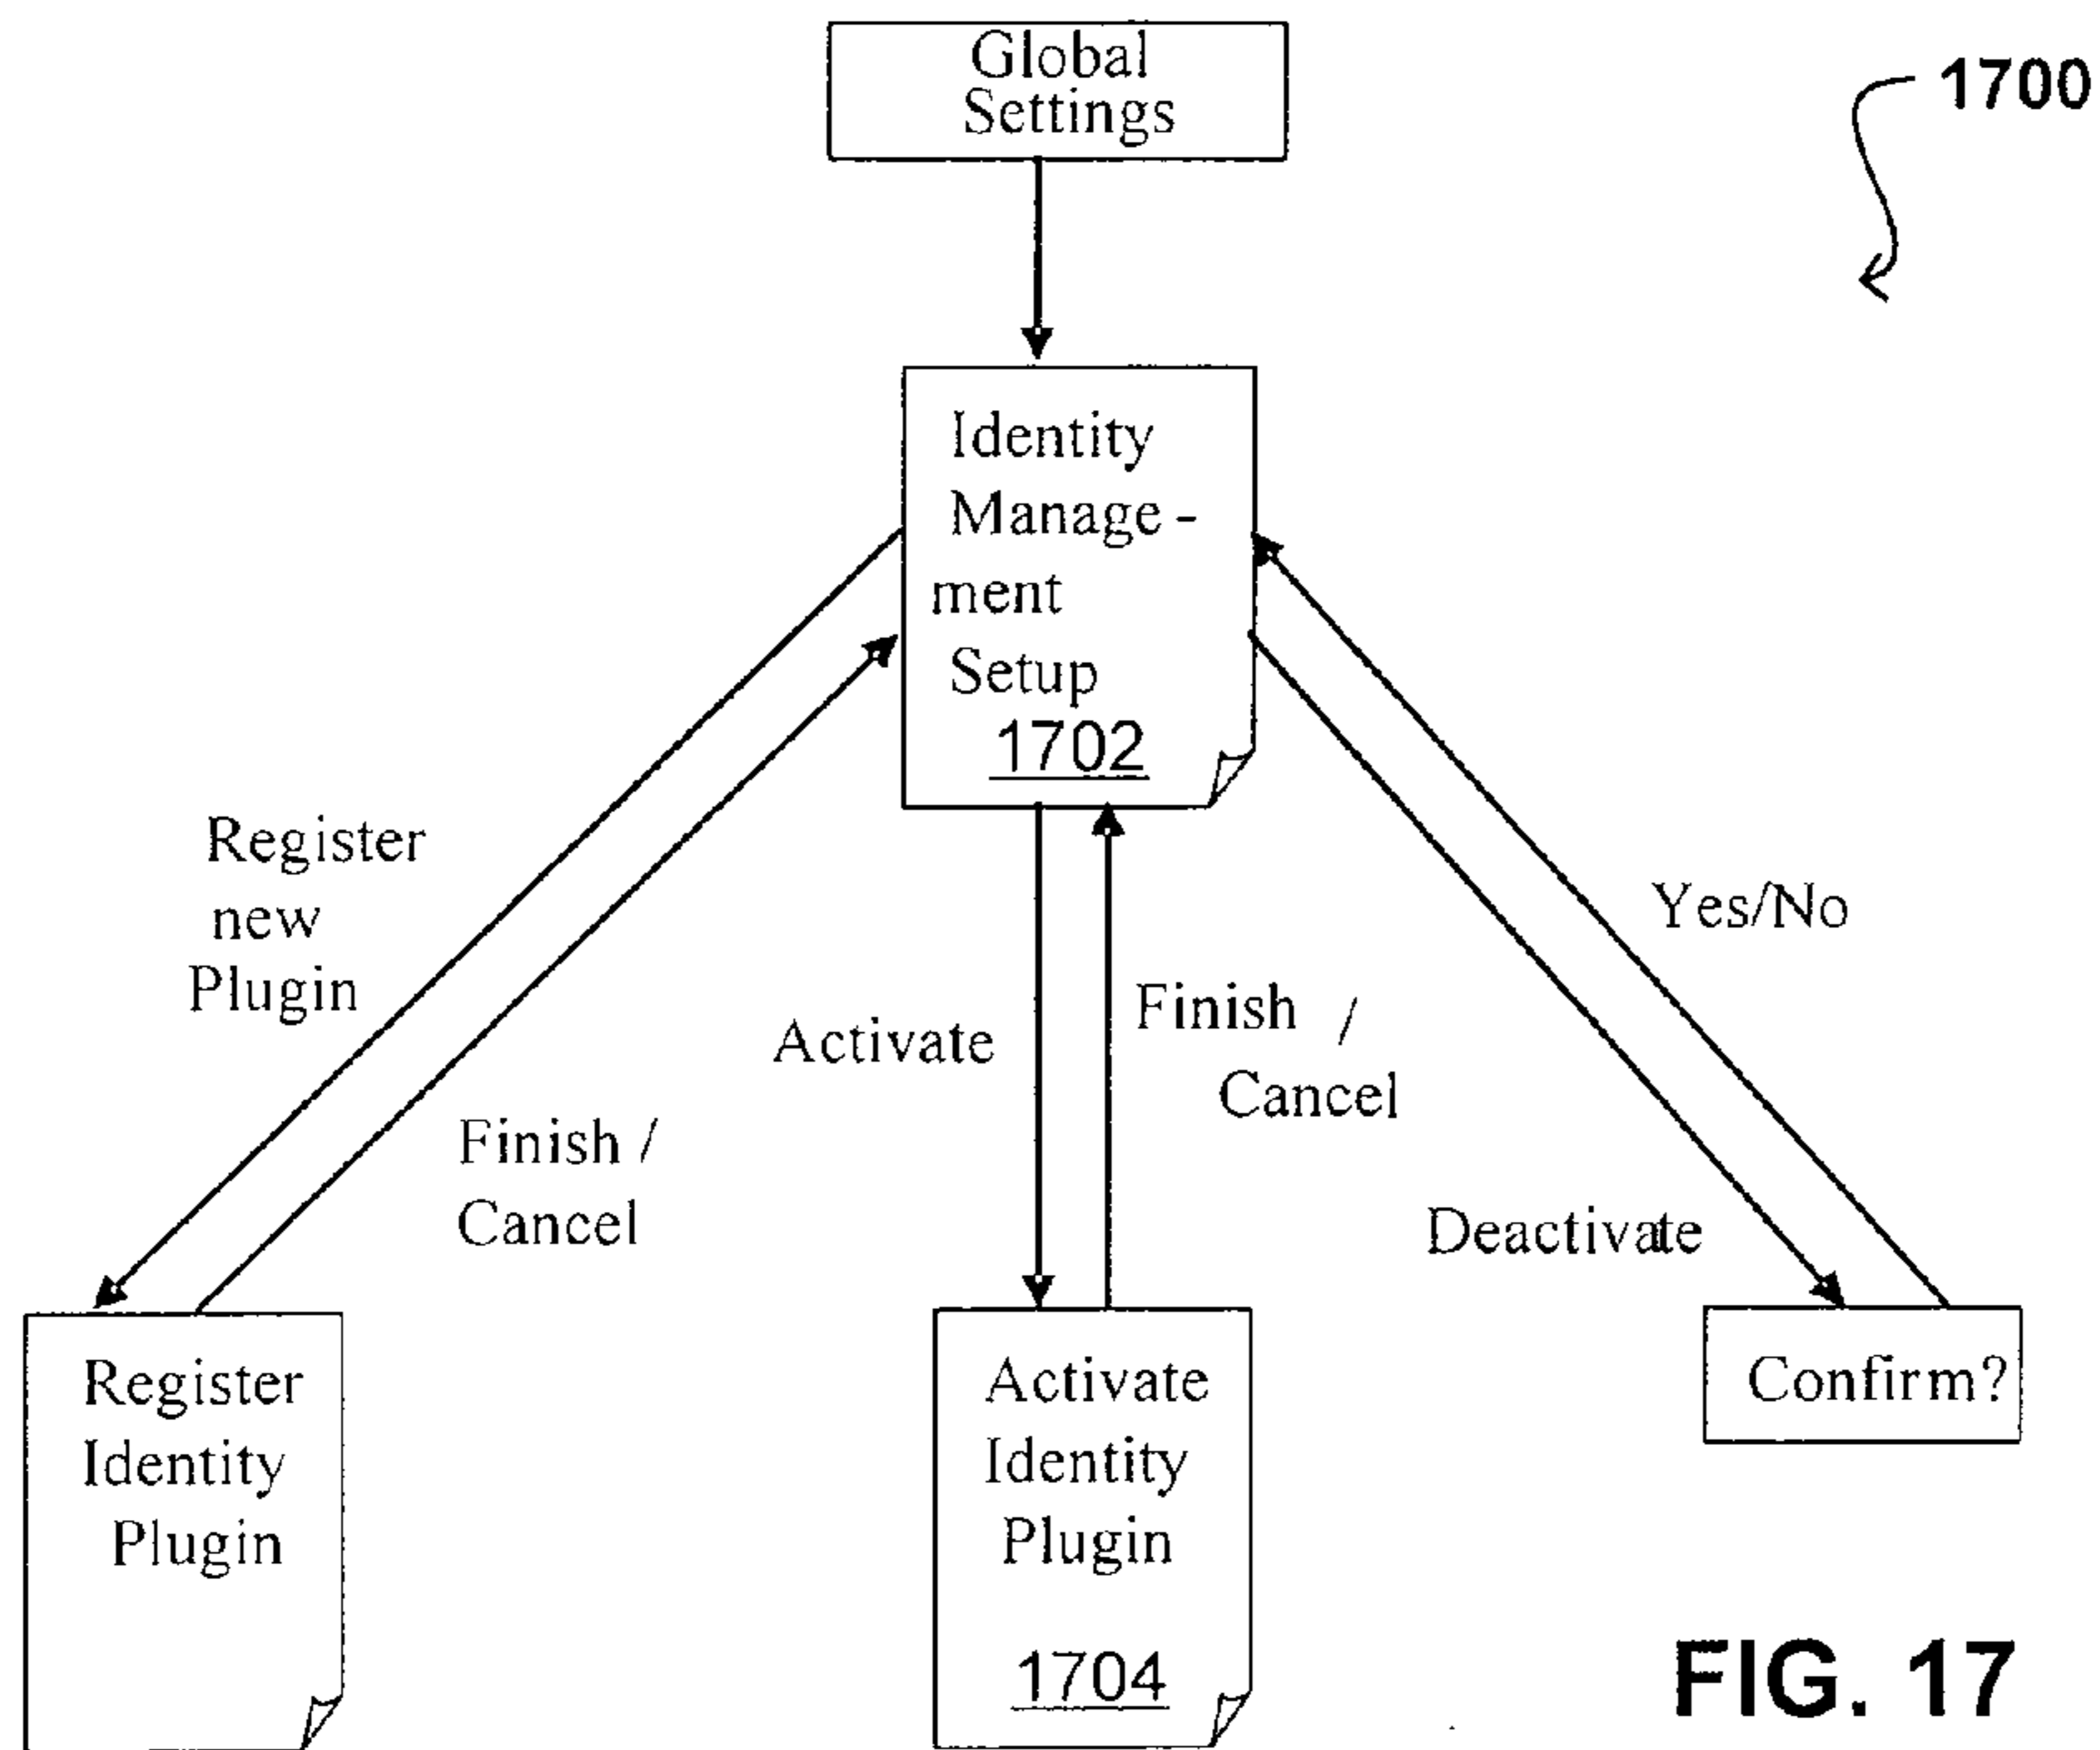 Global
Settings
1700
Identity
Manage -
ment
Setup
1702
Register
new
Plugin
Finish /
Cancel
Activate
Finish /
Cancel
Yes/No
Deactivate
Register
Identity
Plugin
Activate
Identity
Plugin
1704
Confirm?
FIG. 17